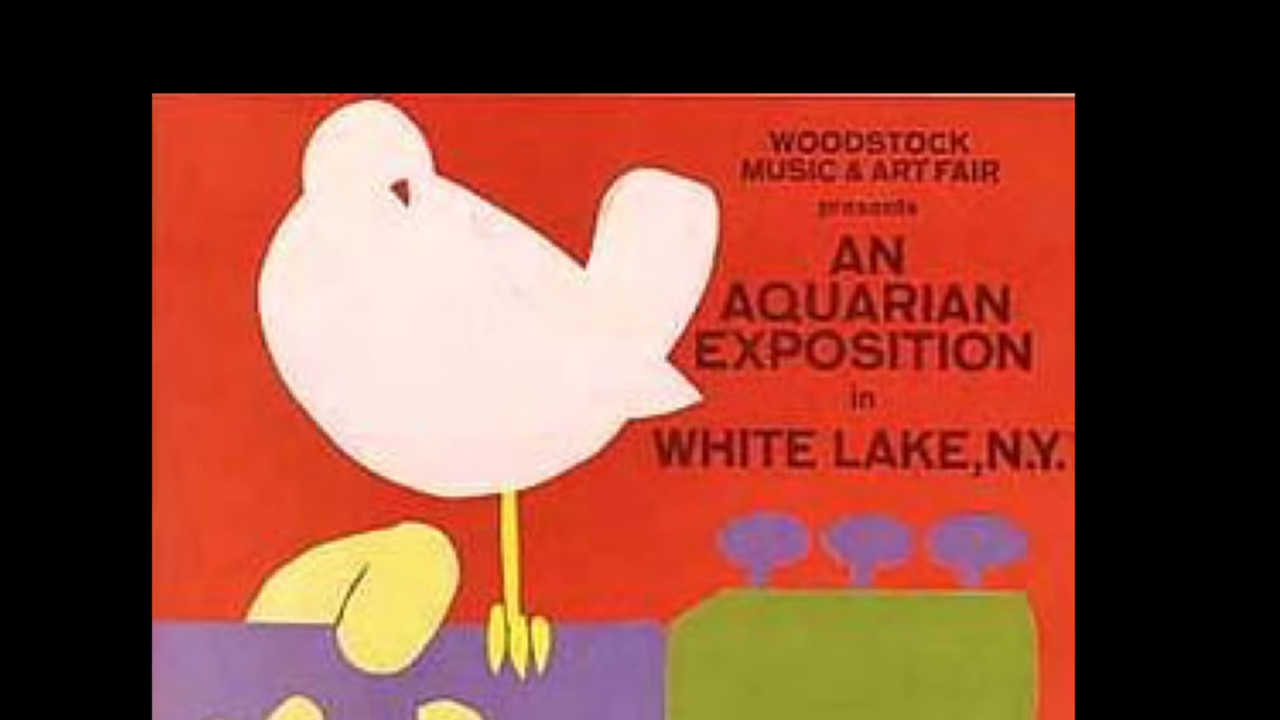 WOODSTOCK
MUSIC & ART FAIR
presents
AN
AQUARIAN
EXPOSITION
in
WHITE LAKE, N.Y.